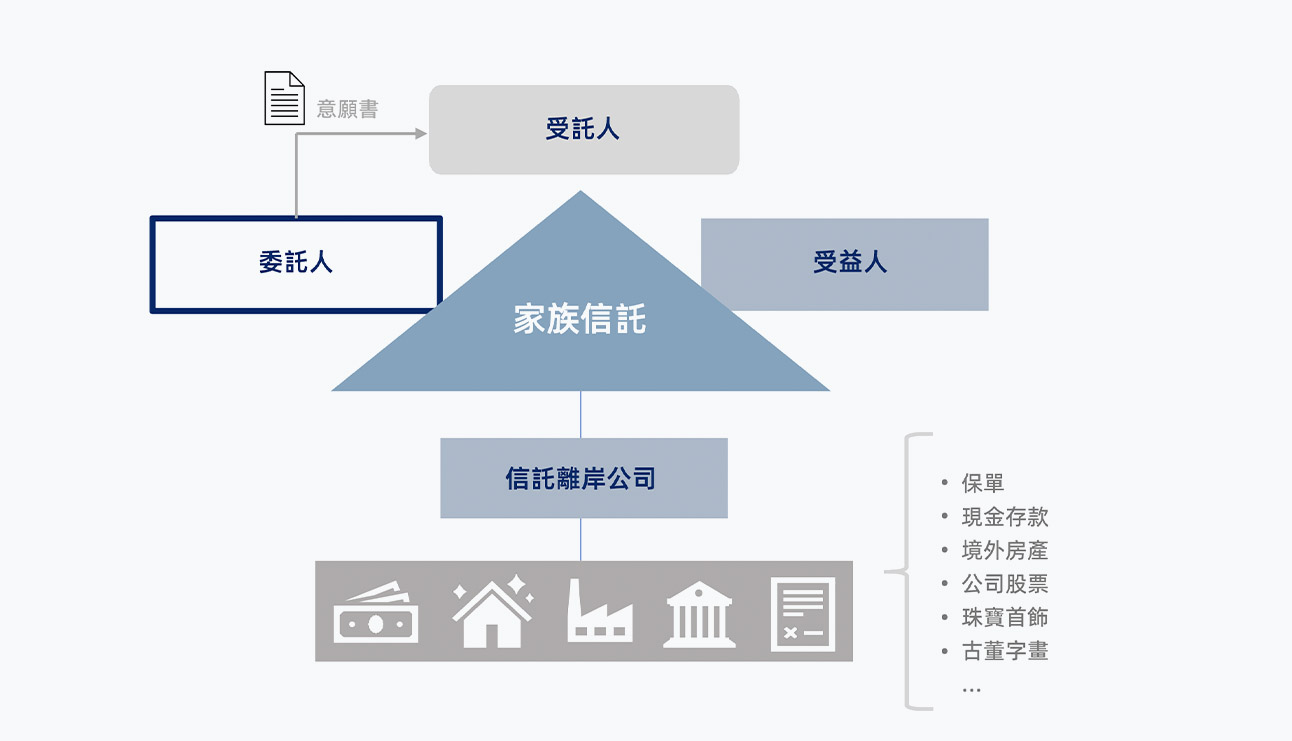 意願書
受託人
委託人
受益人
家族信託
信託離岸公司
• 保單
• 現金存款
• 境外房產
• 公司股票
• 珠寶首飾
• 古董字畫
...